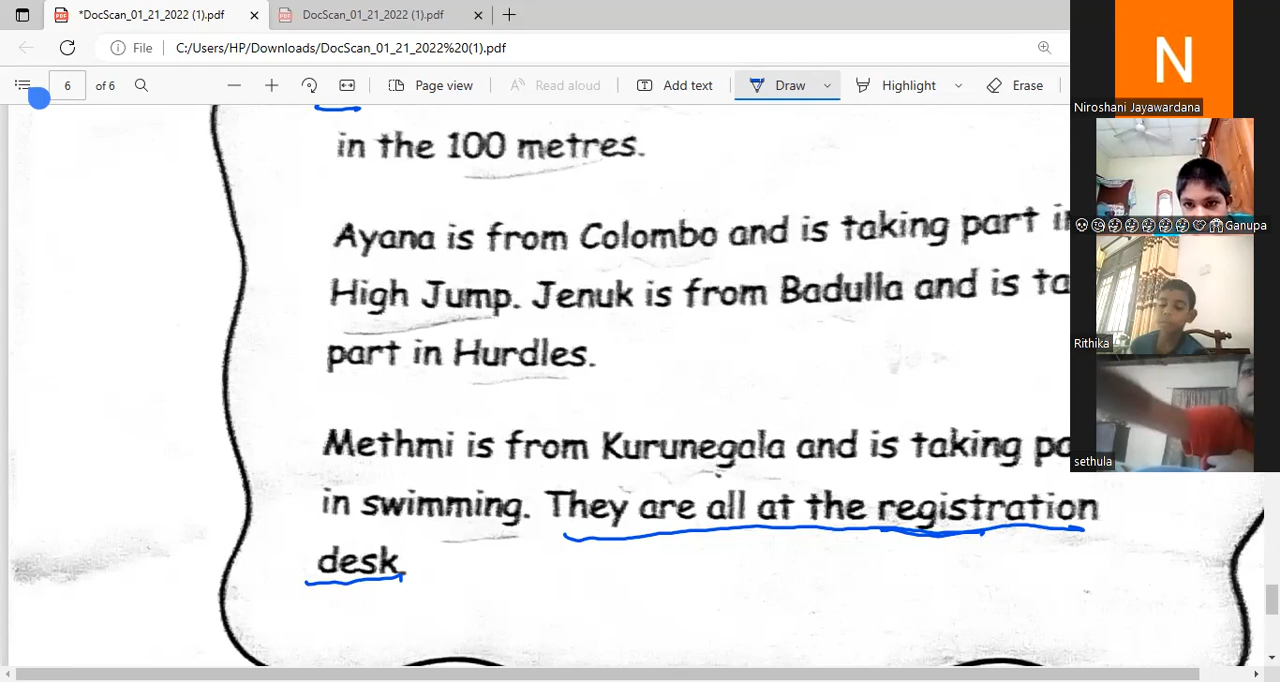 *DocScan_01_21_2022 (1).pdf
DocScan_01_21_2022 (1).pdf
File
C:/Users/HP/Downloads/DocScan_01_21_2022%20(1).pdf
6 of 6
Page view
Read aloud
Add text
Draw
Highlight
Erase
in the 100 metres.
Ayana is from Colombo and is taking part in
High Jump. Jenuk is from Badulla and is ta
part in Hurdles.
Methmi is from Kurunegala and is taking pa
in swimming. They are all at the registration
desk.
N
Niroshani Jayawardana
Ganupa
Rithika
sethula